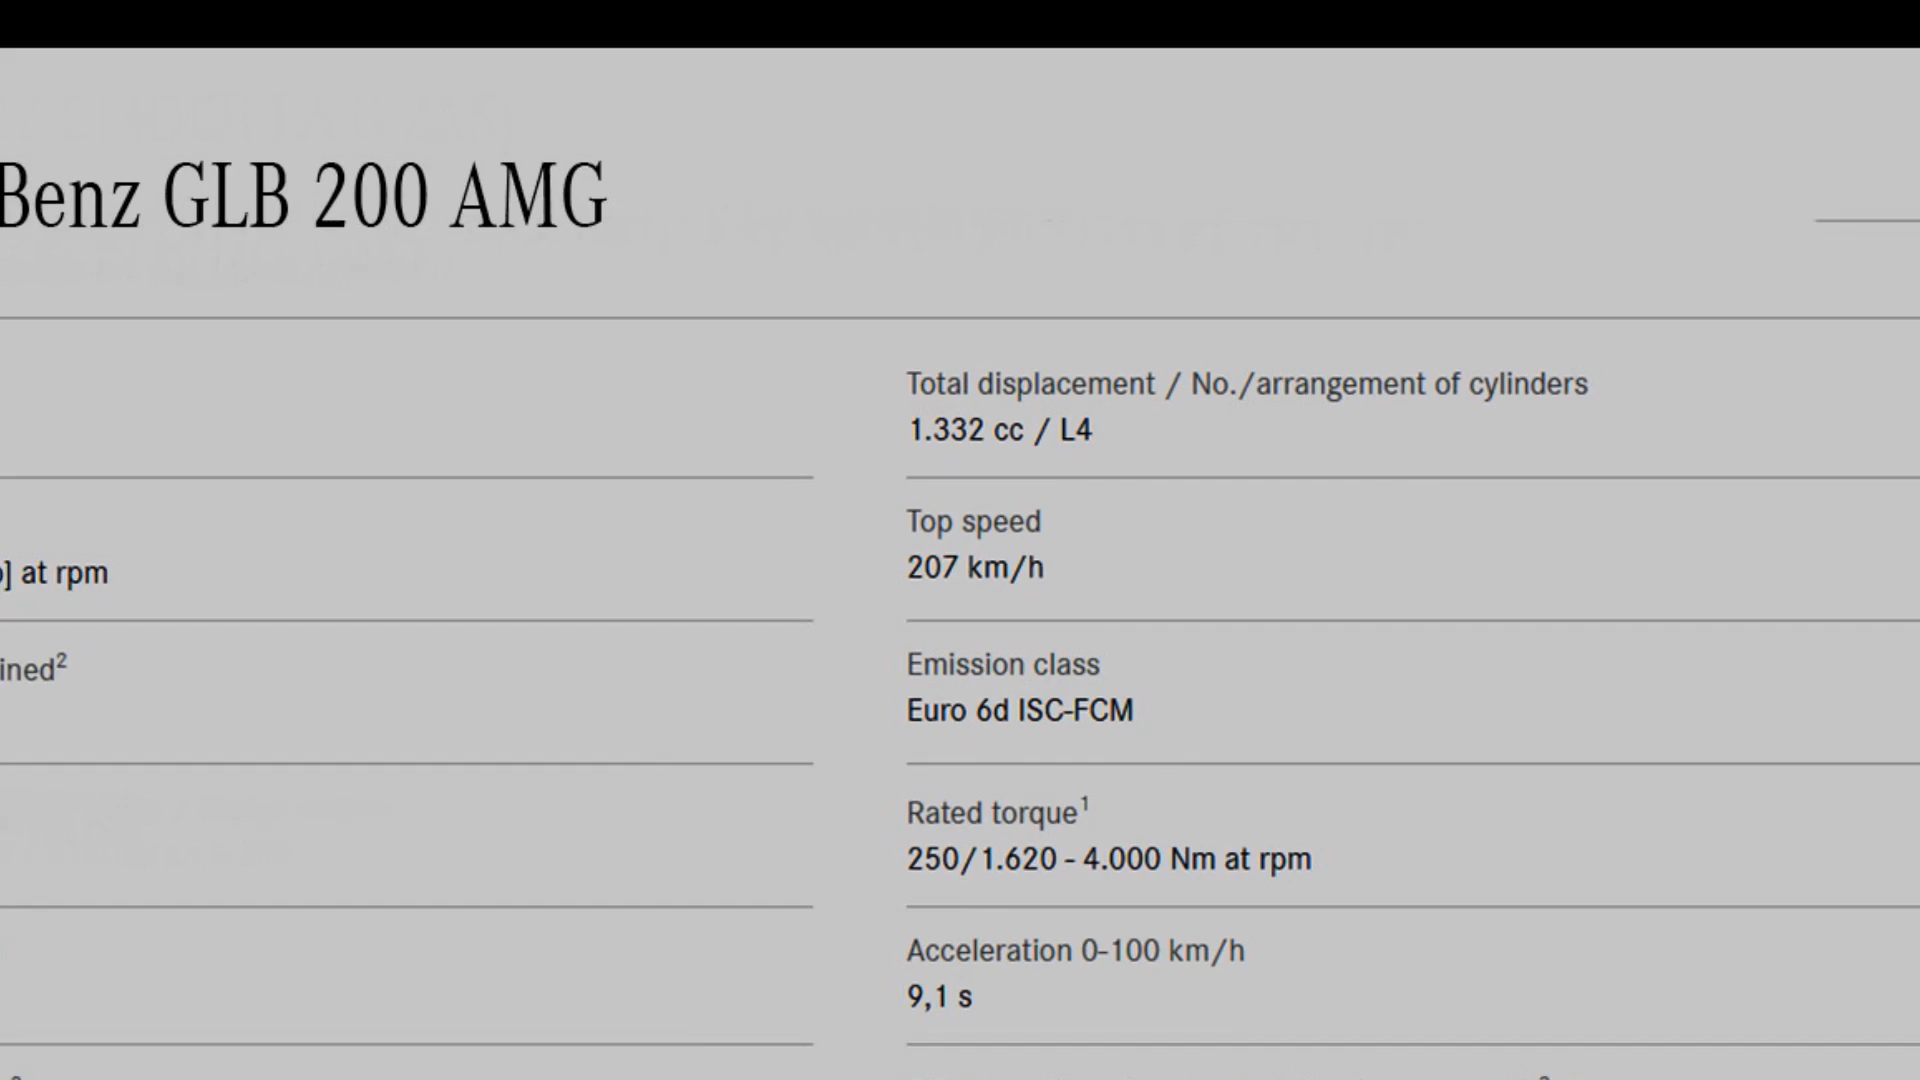 Benz GLB 200 AMG
Total displacement / No./arrangement of cylinders
1.332 cc / L4
Top speed
207 km/h
] at rpm
ined²
Emission class
Euro 6d ISC-FCM
Rated torque¹
250/1.620 - 4.000 Nm at rpm
Acceleration 0-100 km/h
9,1 s